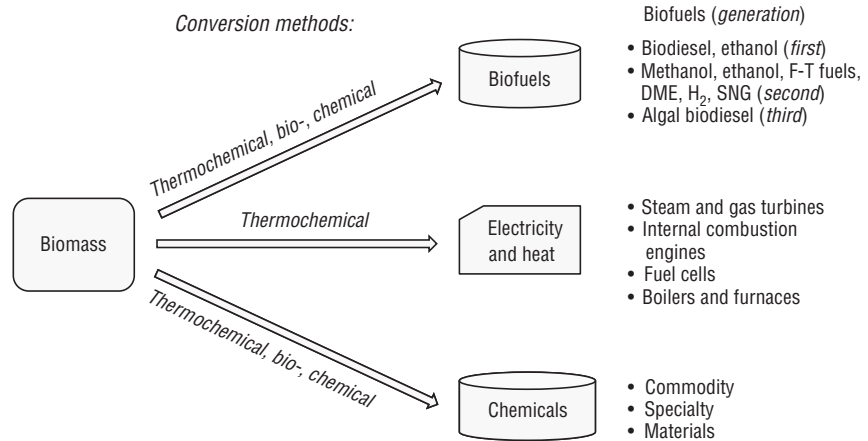 Conversion methods:
Biofuels (generation)
Thermochemical, bio-, chemical
Biofuels
• Biodiesel, ethanol (first)
• Methanol, ethanol, F-T fuels,
DME, H₂, SNG (second)
• Algal biodiesel (third)
Biomass
Thermochemical
Electricity
and heat
• Steam and gas turbines
• Internal combustion
engines
• Fuel cells
• Boilers and furnaces
Thermochemical, bio-, chemical
Chemicals
• Commodity
• Specialty
• Materials